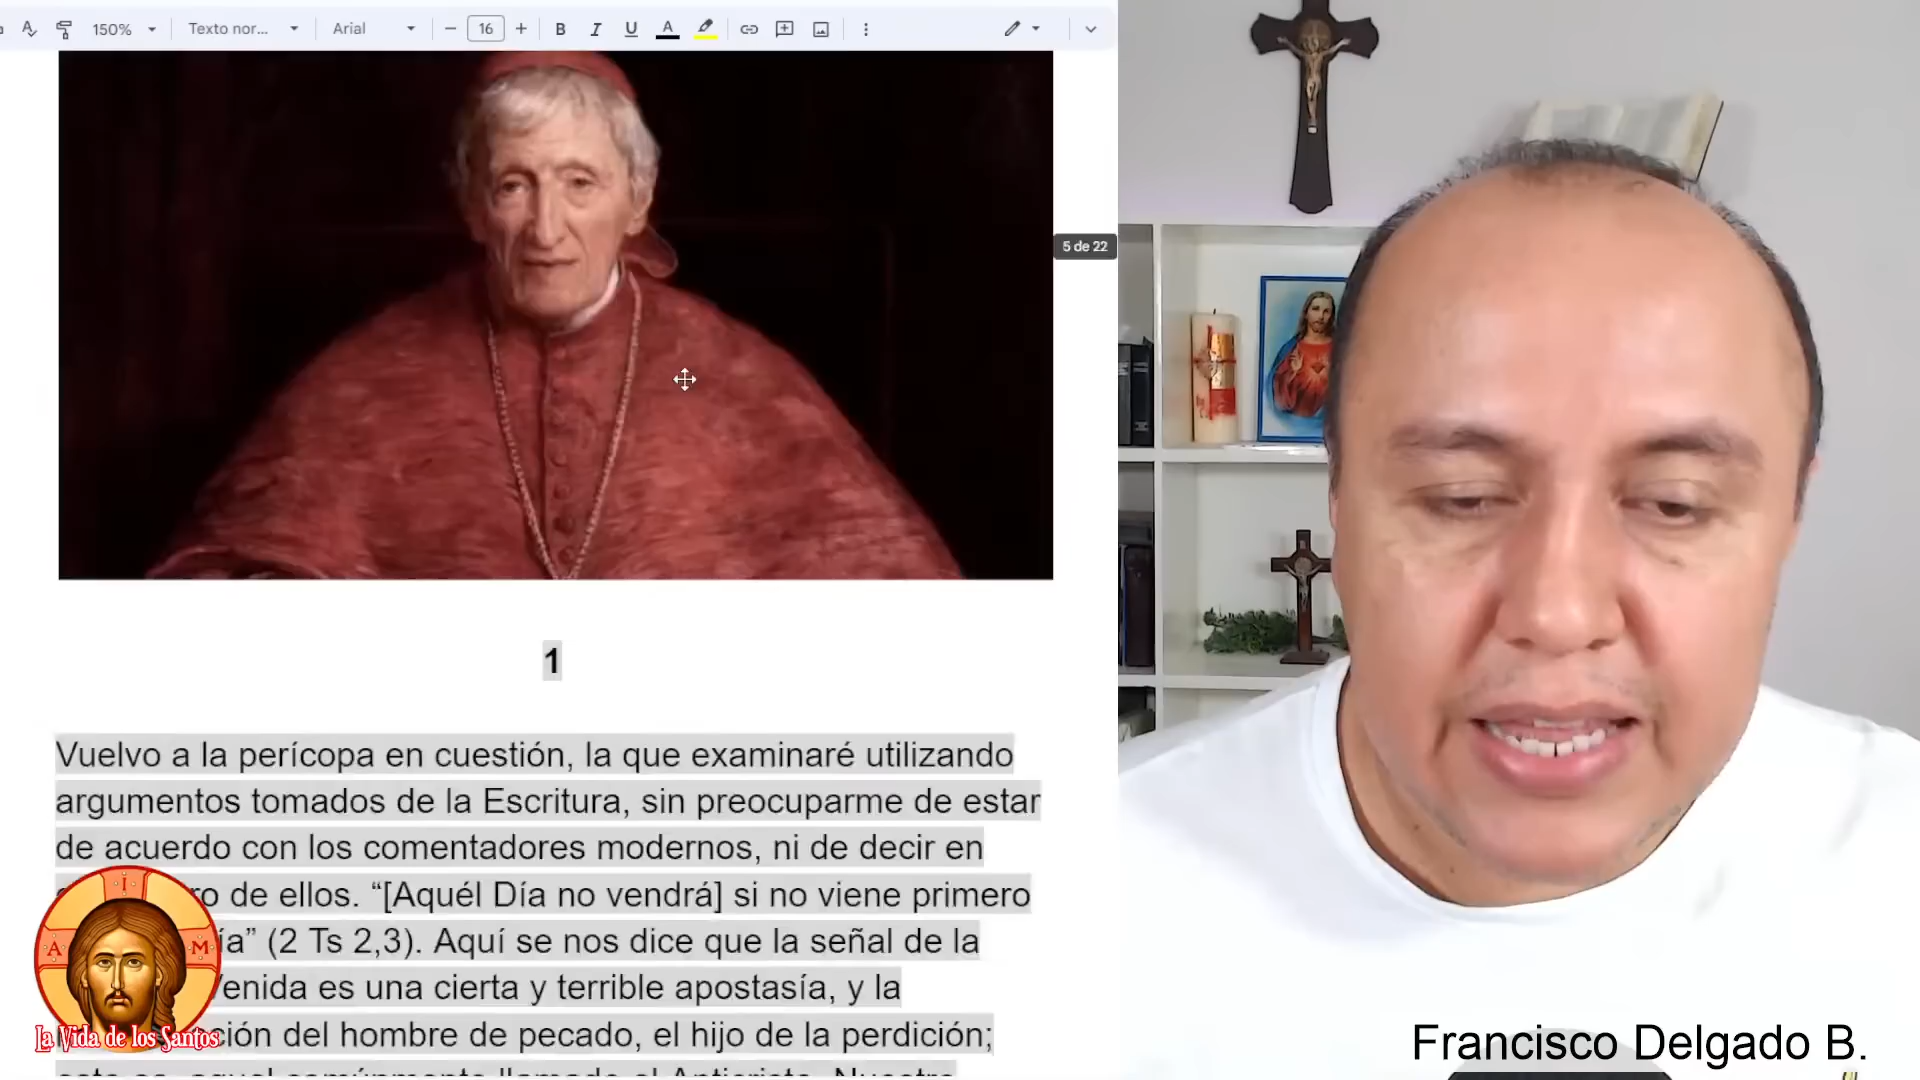 150%
Texto nor...
Arial
16
B
I
U
A
5 de 22
1
Vuelvo a la perícopa en cuestión, la que examinaré utilizando
argumentos tomados de la Escritura, sin preocuparme de estar
de acuerdo con los comentadores modernos, ni de decir en
de ellos. “[Aquél Día no vendrá] si no viene primero
(2 Ts 2,3). Aquí se nos dice que la señal de la
Venida es una cierta y terrible apostasía, y la
del hombre de pecado, el hijo de la perdición;
I
A
M
La Vida de los Santos
Francisco Delgado B.